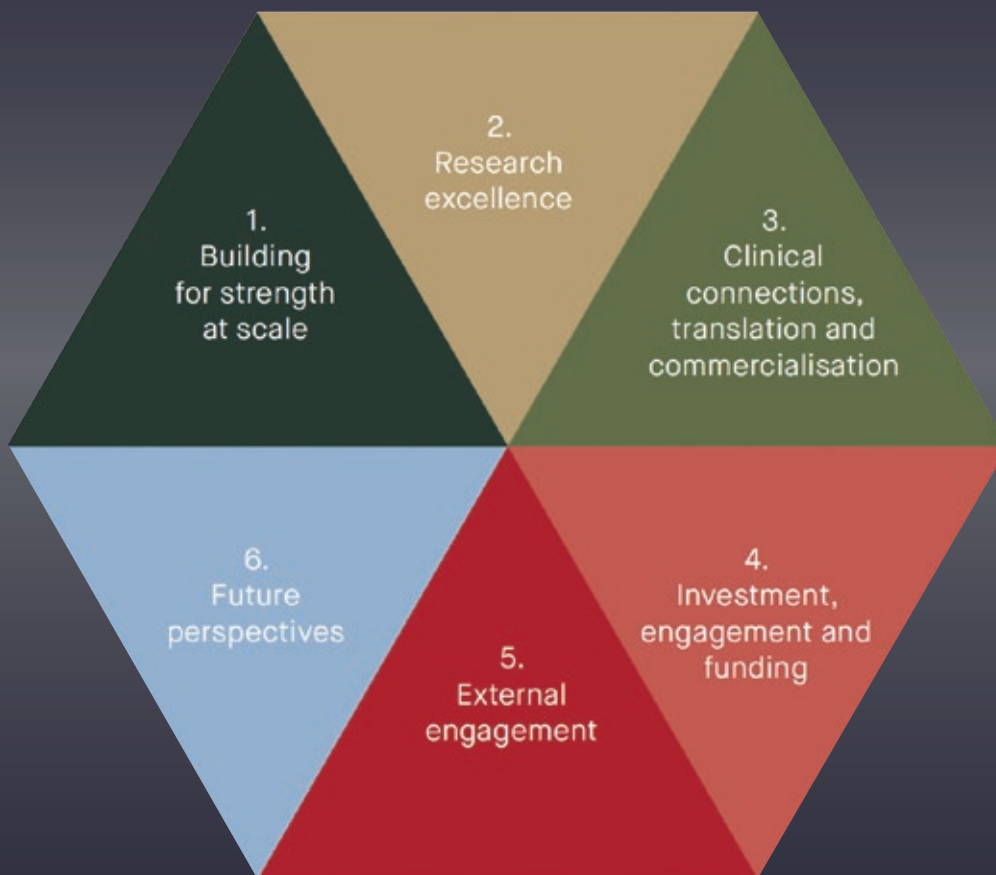 1.
Building
for strength
at scale
2.
Research
excellence
3.
Clinical
connections,
translation and
commercialisation
4.
Investment,
engagement and
funding
5.
External
engagement
6.
Future
perspectives